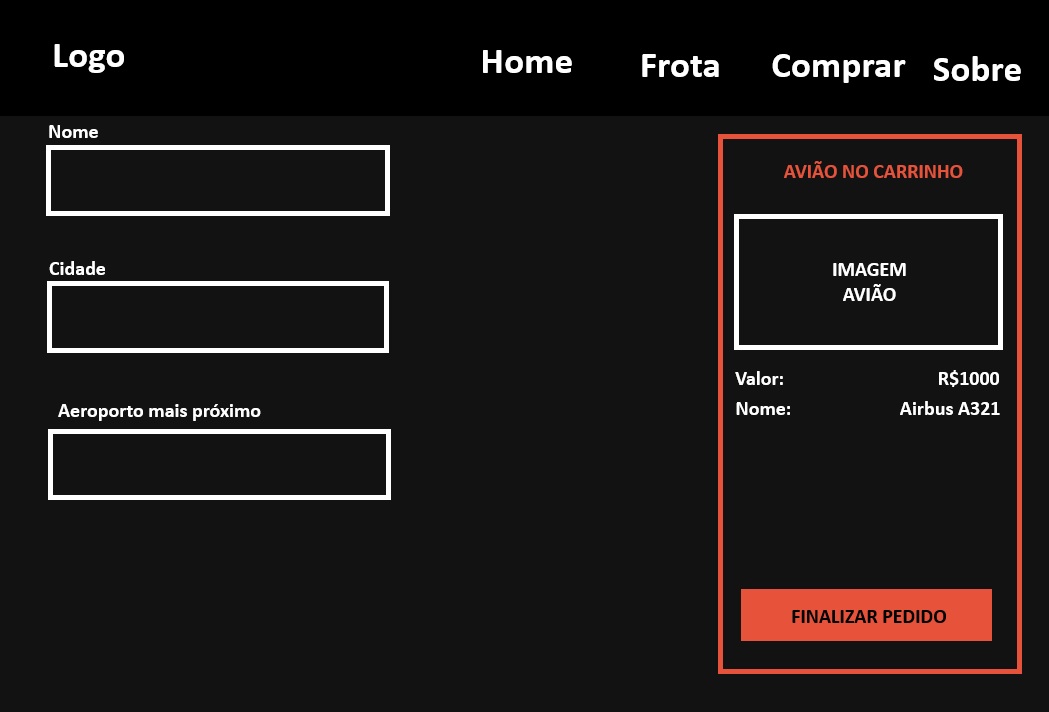 Logo
Home
Frota
Comprar
Sobre
Nome
Cidade
Aeroporto mais próximo
AVIÃO NO CARRINHO
IMAGEM
AVIÃO
Valor: R$1000
Nome: Airbus A321
FINALIZAR PEDIDO